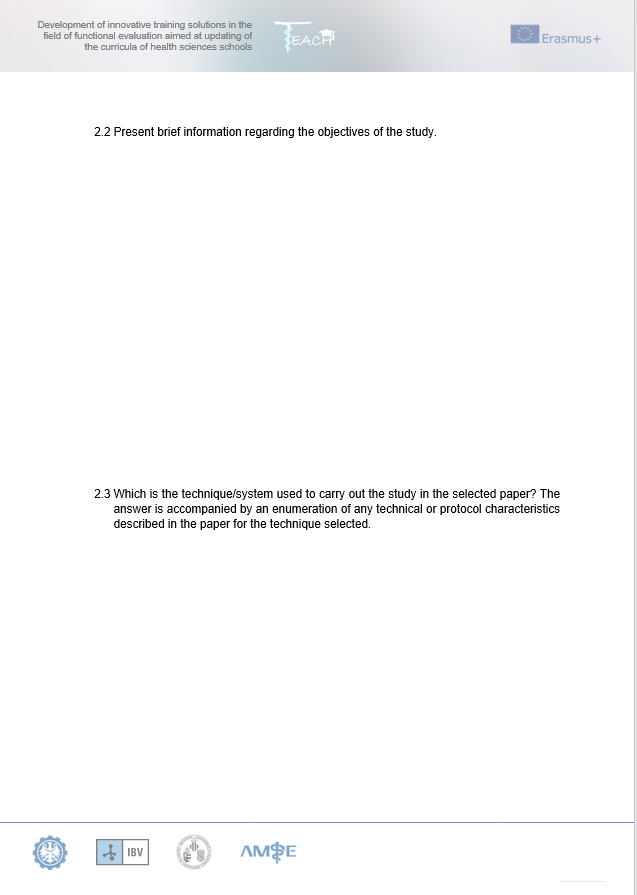 Development of innovative training solutions in the
field of functional evaluation aimed at updating of
the curricula of health sciences schools
TEACH
Erasmus+
2.2 Present brief information regarding the objectives of the study.
2.3 Which is the technique/system used to carry out the study in the selected paper? The
answer is accompanied by an enumeration of any technical or protocol characteristics
described in the paper for the technique selected.
IBV
AMSE